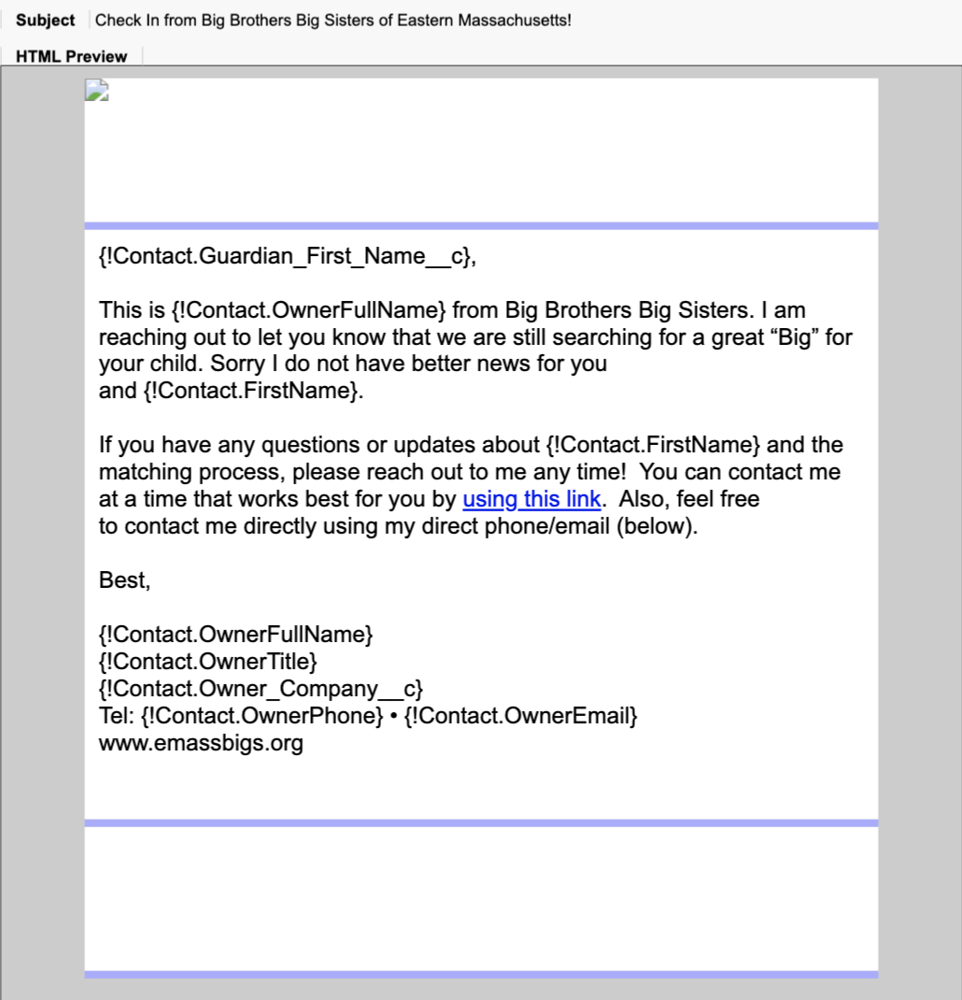 Subject Check In from Big Brothers Big Sisters of Eastern Massachusetts!
HTML Preview
{!Contact.Guardian_First_Name__c},
This is {!Contact.OwnerFullName} from Big Brothers Big Sisters. I am
reaching out to let you know that we are still searching for a great “Big” for
your child. Sorry I do not have better news for you
and {!Contact.FirstName}.
If you have any questions or updates about {!Contact.FirstName} and the
matching process, please reach out to me any time!  You can contact me
at a time that works best for you by using this link.  Also, feel free
to contact me directly using my direct phone/email (below).
Best,
{!Contact.OwnerFullName}
{!Contact.OwnerTitle}
{!Contact.Owner_Company__c}
Tel: {!Contact.OwnerPhone} • {!Contact.OwnerEmail}
www.emassbigs.org